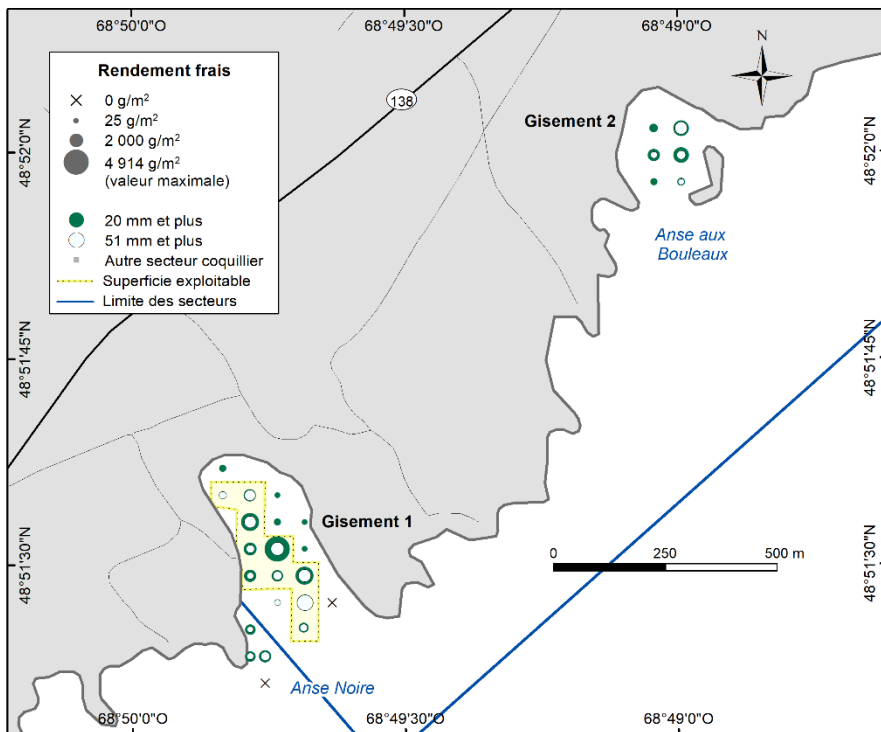 68°50'0"O
68°49'30"O
68°49'0"O
Rendement frais
0 g/m²
25 g/m²
2 000 g/m²
4 914 g/m²
(valeur maximale)
20 mm et plus
51 mm et plus
Autre secteur coquillier
Superficie exploitable
Limite des secteurs
138
N
Gisement 2
48°52'0"N
48°52'0"N
Anse aux
Bouleaux
48°51'45"N
48°51'45"N
Gisement 1
48°51'30"N
48°51'30"N
0
250
500 m
Anse Noire
68°50'0"O
68°49'30"O
68°49'0"O